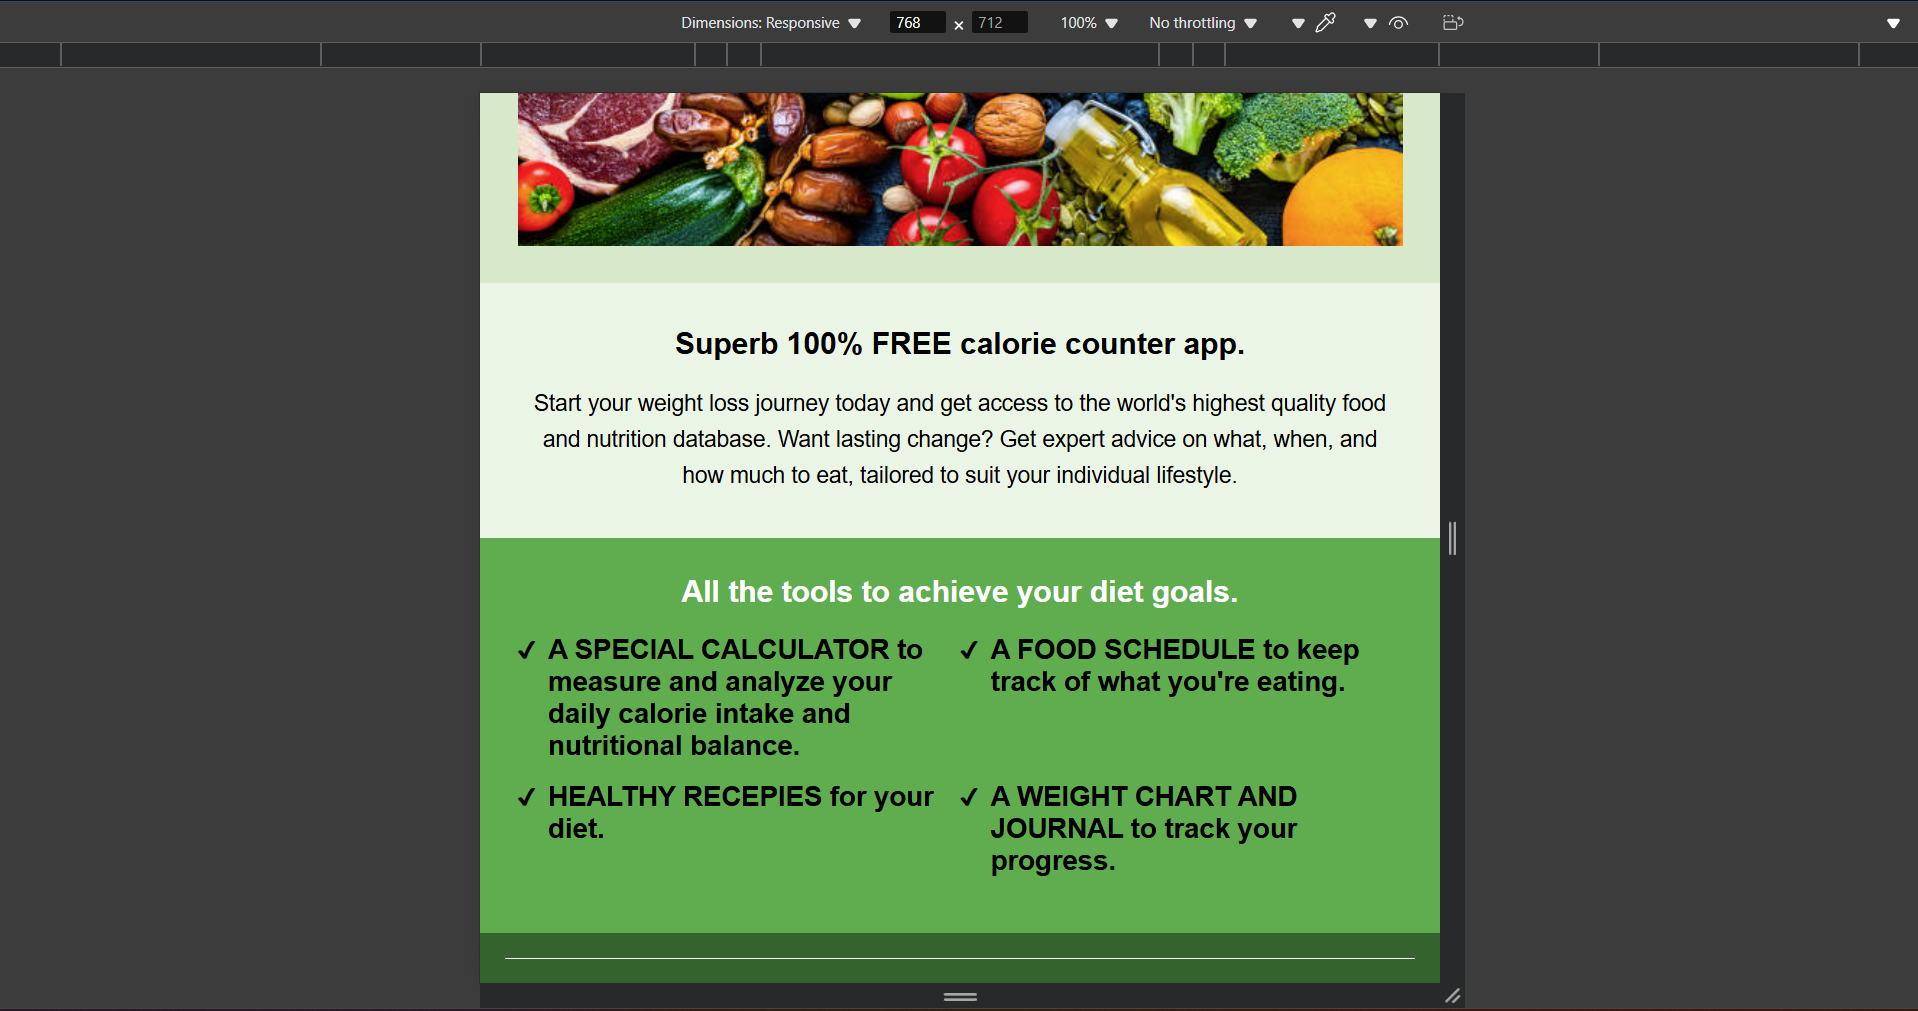 Dimensions: Responsive 768 × 712 100% No throttling
Superb 100% FREE calorie counter app.
Start your weight loss journey today and get access to the world's highest quality food
and nutrition database. Want lasting change? Get expert advice on what, when, and
how much to eat, tailored to suit your individual lifestyle.
All the tools to achieve your diet goals.
✓ A SPECIAL CALCULATOR to
measure and analyze your
daily calorie intake and
nutritional balance.
✓ A FOOD SCHEDULE to keep
track of what you're eating.
✓ HEALTHY RECEPIES for your
diet.
✓ A WEIGHT CHART AND
JOURNAL to track your
progress.